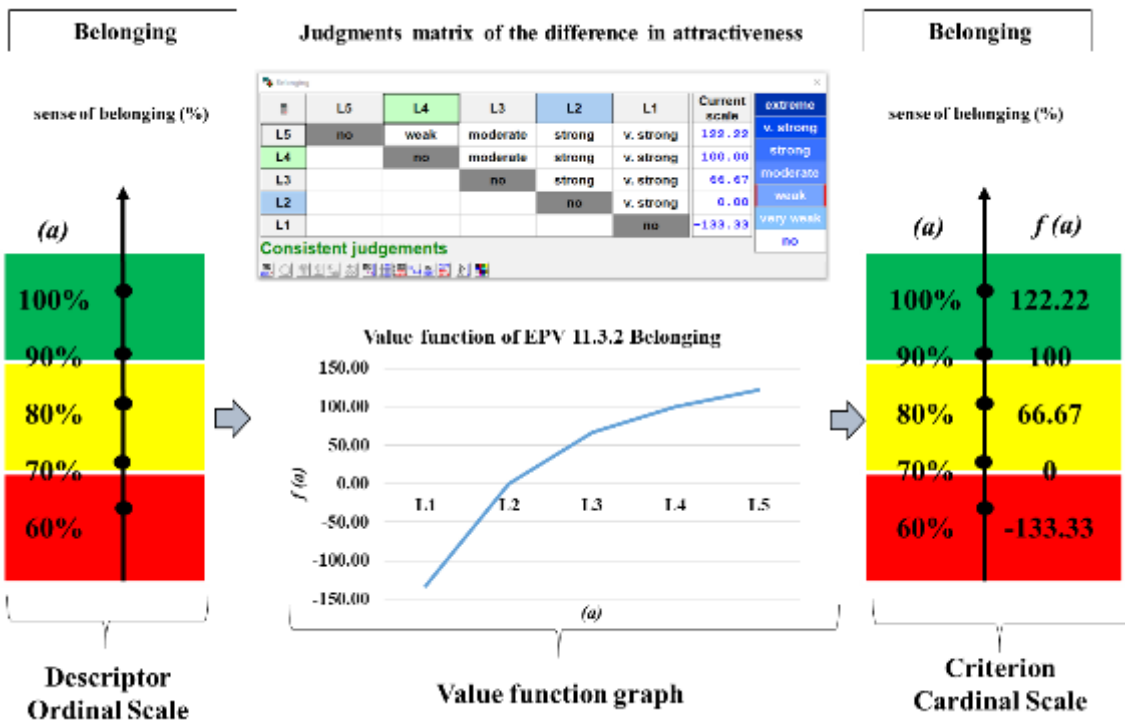 Belonging
sense of belonging (%)
(a)
100%
90%
80%
70%
60%
Descriptor
Ordinal Scale
Judgments matrix of the difference in attractiveness
Belonging
L5 L4 L3 L2 L1 Current scale
L5 no weak moderate strong v. strong 122.22
L4 no moderate strong v. strong 100.00
L3 no strong v. strong 66.67
L2 no v. strong 0.00
L1 no -133.33
extreme
v. strong
strong
moderate
weak
very weak
no
Consistent judgements
Value function of EPV 11.3.2 Belonging
150.00
100.00
50.00
0.00
-50.00
-100.00
-150.00
f (a)
L1 L2 L3 L4 L5
(a)
Value function graph
Belonging
sense of belonging (%)
(a) f (a)
100% 122.22
90% 100
80% 66.67
70% 0
60% -133.33
Criterion
Cardinal Scale